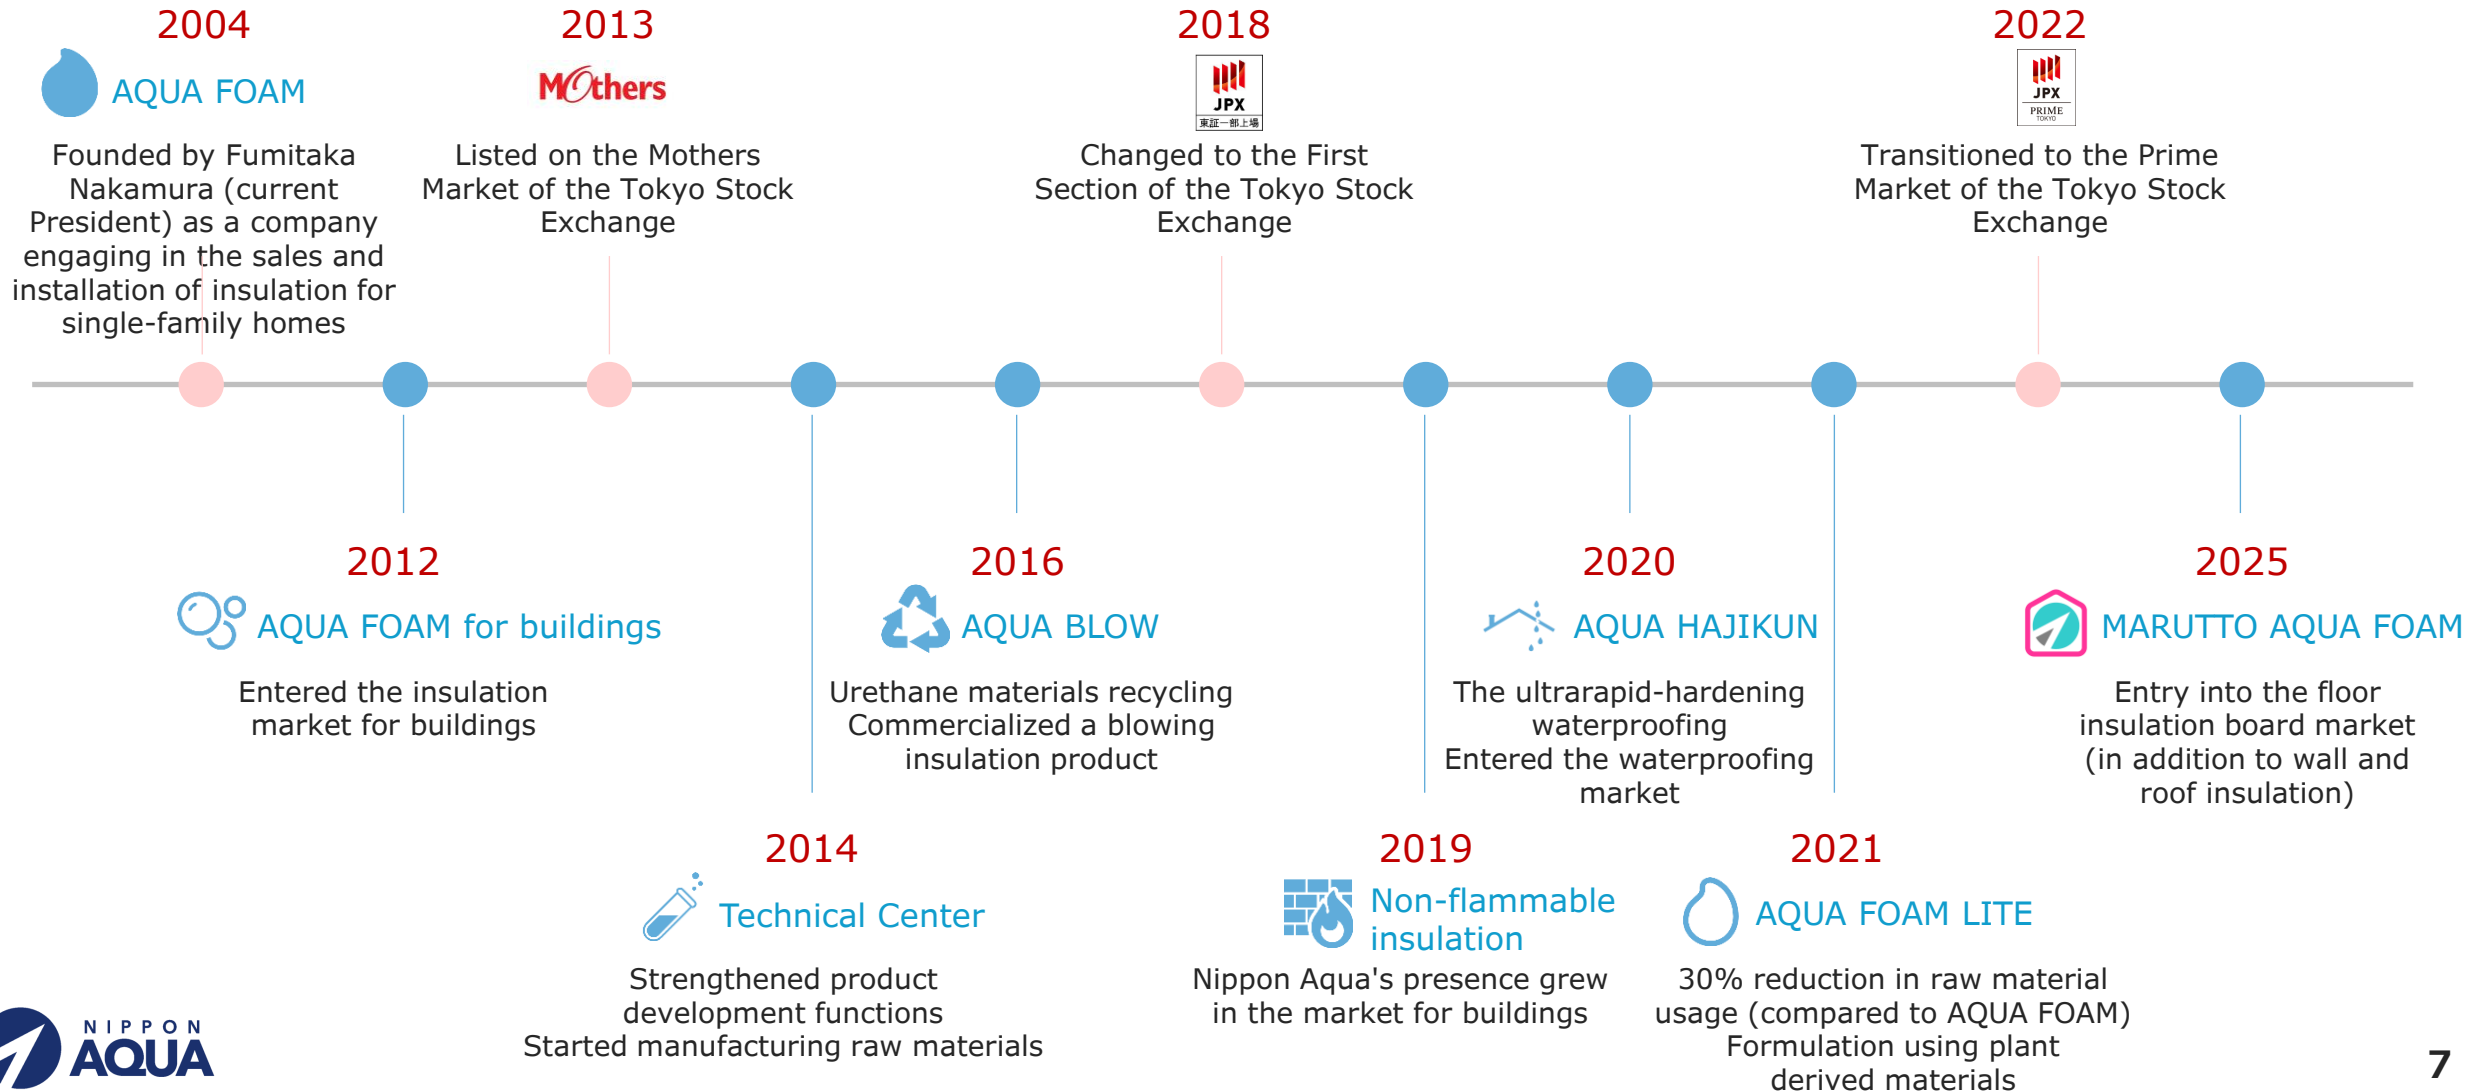 2004
AQUA FOAM
Founded by Fumitaka
Nakamura (current
President) as a company
engaging in the sales and
installation of insulation for
single-family homes
2013
Mothers
Listed on the Mothers
Market of the Tokyo Stock
Exchange
2018
JPX
東証一部上場
Changed to the First
Section of the Tokyo Stock
Exchange
2022
JPX
PRIME
TOKYO
Transitioned to the Prime
Market of the Tokyo Stock
Exchange
2012
AQUA FOAM for buildings
Entered the insulation
market for buildings
2016
AQUA BLOW
Urethane materials recycling
Commercialized a blowing
insulation product
2020
AQUA HAJIKUN
The ultrarapid-hardening
waterproofing
Entered the waterproofing
market
2025
MARUTTO AQUA FOAM
Entry into the floor
insulation board market
(in addition to wall and
roof insulation)
2014
Technical Center
Strengthened product
development functions
Started manufacturing raw materials
2019
Non-flammable
insulation
Nippon Aqua's presence grew
in the market for buildings
2021
AQUA FOAM LITE
30% reduction in raw material
usage (compared to AQUA FOAM)
Formulation using plant
derived materials
NIPPON
AQUA
7